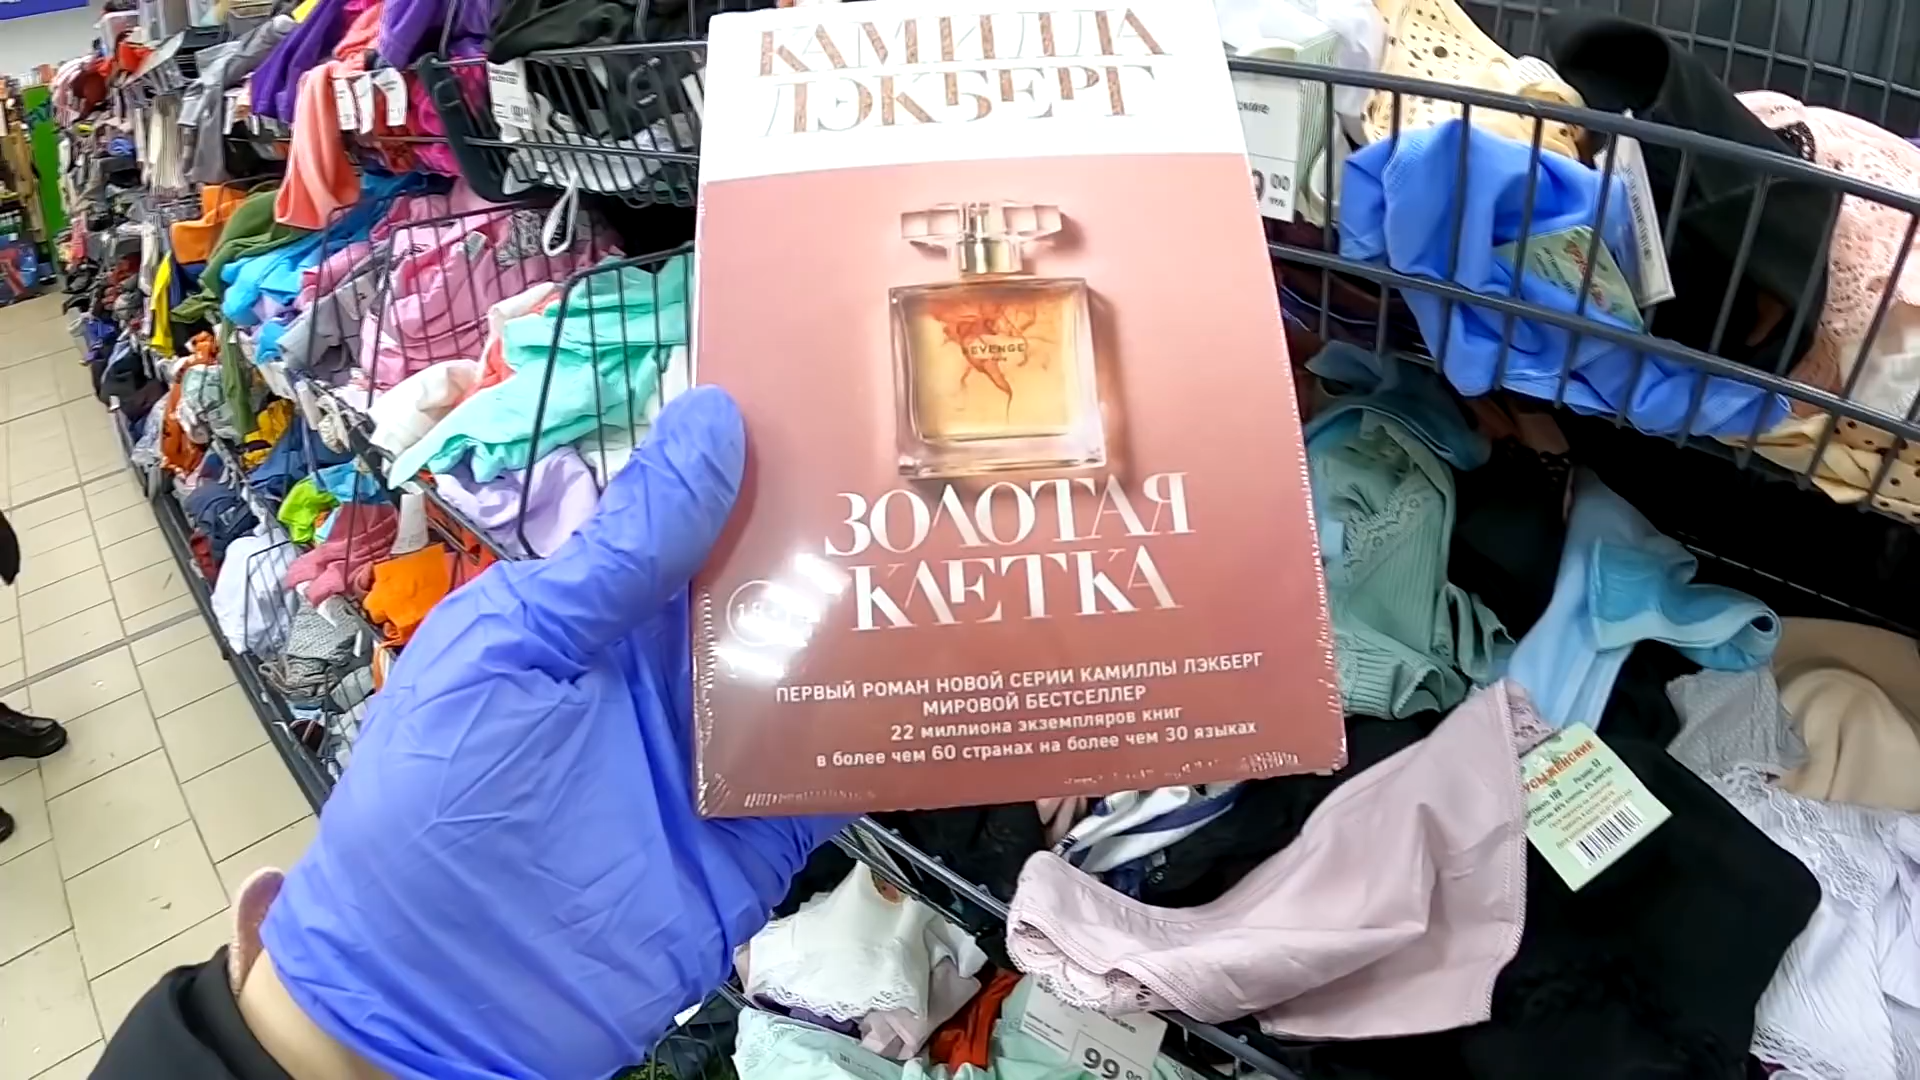 КАМИЛЛА
ЛЭКБЕРГ
REVENGE
ЗОЛОТАЯ
КЛЕТКА
ПЕРВЫЙ РОМАН НОВОЙ СЕРИИ КАМИЛЛЫ ЛЭКБЕРГ
МИРОВОЙ БЕСТСЕЛЛЕР
22 миллиона экземпляров книг
в более чем 60 странах на более чем 30 языках
99 00